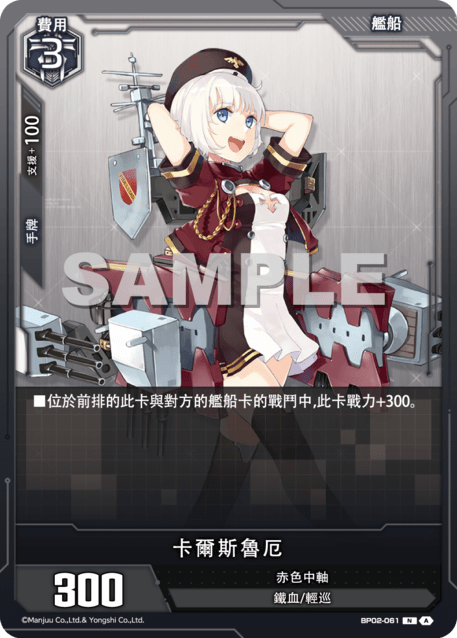 費用
3
艦船
支援+100
手牌
SAMPLE
■位於前排的此卡與對方的艦船卡的戰鬥中,此卡戰力+300。
卡爾斯魯厄
300
赤色中軸
鐵血/輕巡
©Manjuu Co.,Ltd.& Yongshi Co.,Ltd.
BP02-061 N A